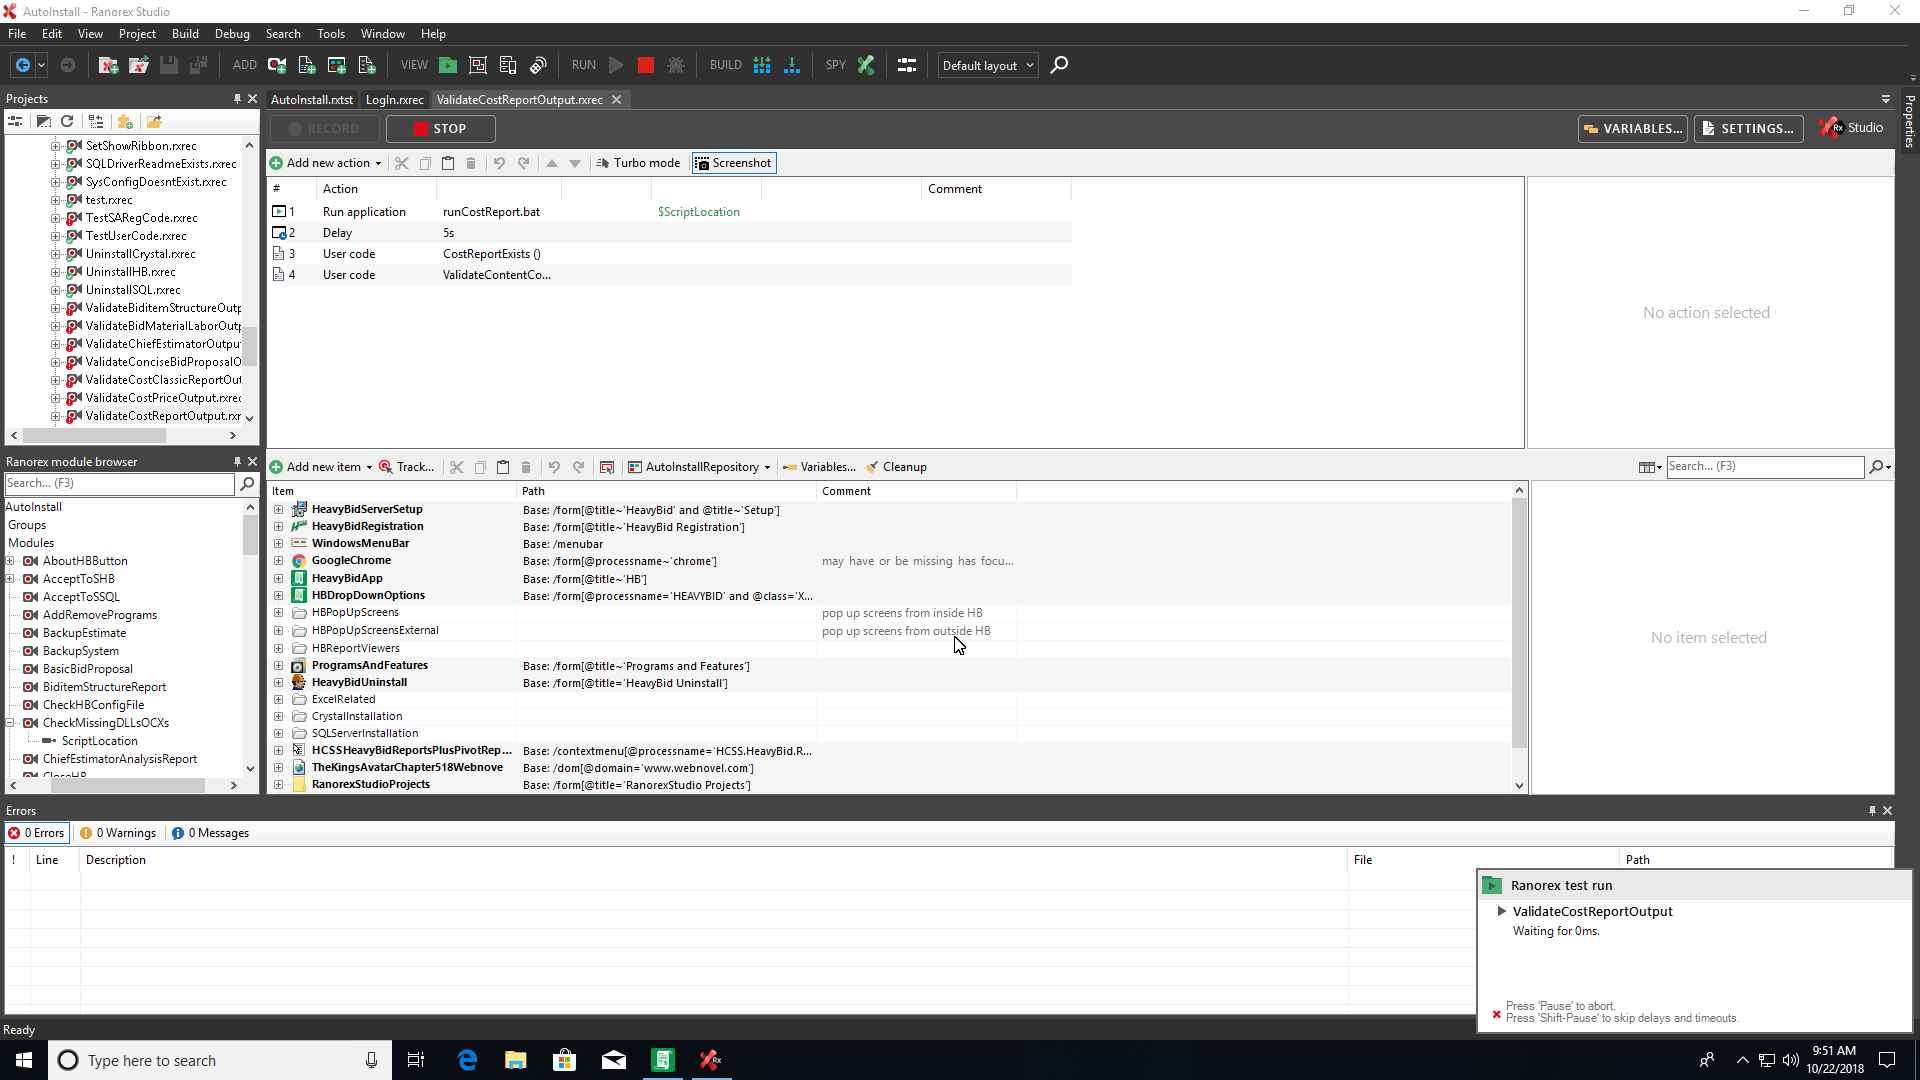 AutoInstall - Ranorex Studio
File Edit View Project Build Debug Search Tools Window Help
ADD VIEW RUN BUILD SPY Default layout
Projects
AutoInstall.rxtst LogIn.rxrec ValidateCostReportOutput.rxrec
Properties
RECORD STOP VARIABLES... SETTINGS... Rx Studio
Add new action Turbo mode Screenshot
SetShowRibbon.rxrec
SQLDriverReadmeExists.rxrec
SysConfigDoesntExist.rxrec
test.rxrec
TestSARegCode.rxrec
TestUserCode.rxrec
UninstallCrystal.rxrec
UninstallHB.rxrec
UninstallSQL.rxrec
ValidateBiditemStructureOutp
ValidateBidMaterialLaborOutp
ValidateChiefEstimatorOutpu
ValidateConciseBidProposalO
ValidateCostClassicReportOut
ValidateCostPriceOutput.rxrec
ValidateCostReportOutput.rxr
# Action Comment
1 Run application runCostReport.bat $ScriptLocation
2 Delay 5s
3 User code CostReportExists ()
4 User code ValidateContentCo...
No action selected
Ranorex module browser
Search... (F3)
AutoInstall
Groups
Modules
AboutHBButton
AcceptToSHB
AcceptToSSQL
AddRemovePrograms
BackupEstimate
BackupSystem
BasicBidProposal
BiditemStructureReport
CheckHBConfigFile
CheckMissingDLLsOCXs
ScriptLocation
ChiefEstimatorAnalysisReport
CloseHB
Add new item Track... AutoInstallRepository Variables... Cleanup Search... (F3)
Item Path Comment
HeavyBidServerSetup Base: /form[@title~'HeavyBid' and @title~'Setup']
HeavyBidRegistration Base: /form[@title~'HeavyBid Registration']
WindowsMenuBar Base: /menubar
GoogleChrome Base: /form[@processname~'chrome'] may have or be missing has focu...
HeavyBidApp Base: /form[@title~'HB']
HBDropDownOptions Base: /form[@processname='HEAVYBID' and @class='X...
HBPopUpScreens pop up screens from inside HB
HBPopUpScreensExternal pop up screens from outside HB
HBReportViewers
ProgramsAndFeatures Base: /form[@title~'Programs and Features']
HeavyBidUninstall Base: /form[@title='HeavyBid Uninstall']
ExcelRelated
CrystalInstallation
SQLServerInstallation
HCSSHeavyBidReportsPlusPivotRep... Base: /contextmenu[@processname='HCSS.HeavyBid.R...
TheKingsAvatarChapter518Webnove Base: /dom[@domain='www.webnovel.com']
RanorexStudioProjects Base: /form[@title='RanorexStudio Projects']
No item selected
Errors
0 Errors 0 Warnings 0 Messages
! Line Description File Path
Ranorex test run
ValidateCostReportOutput
Waiting for 0ms.
Press 'Pause' to abort.
Press 'Shift-Pause' to skip delays and timeouts.
Ready
Type here to search
9:51 AM
10/22/2018